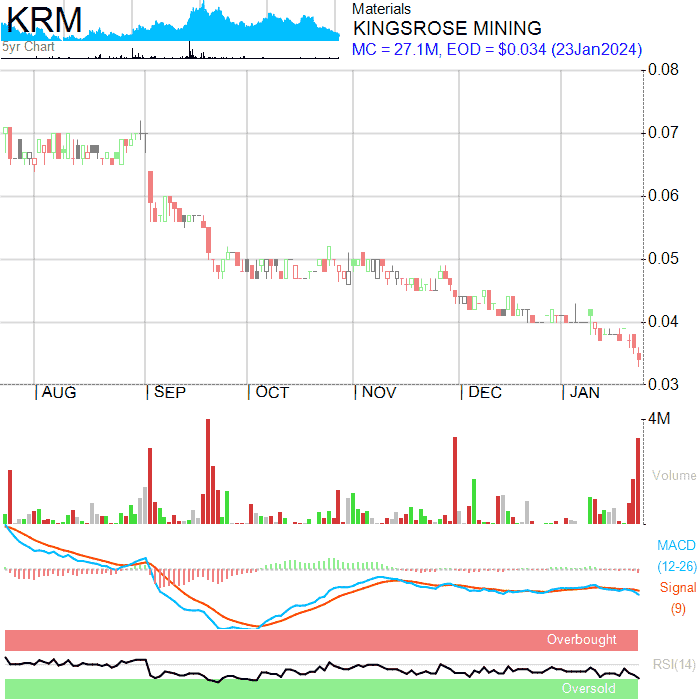 KRM
5yr Chart
Materials
KINGSROSE MINING
MC = 27.1M, EOD = $0.034 (23Jan2024)
0.08
0.07
0.06
0.05
0.04
0.03
AUG SEP OCT NOV DEC JAN
4M
Volume
MACD
(12-26)
Signal
(9)
Overbought
RSI(14)
Oversold